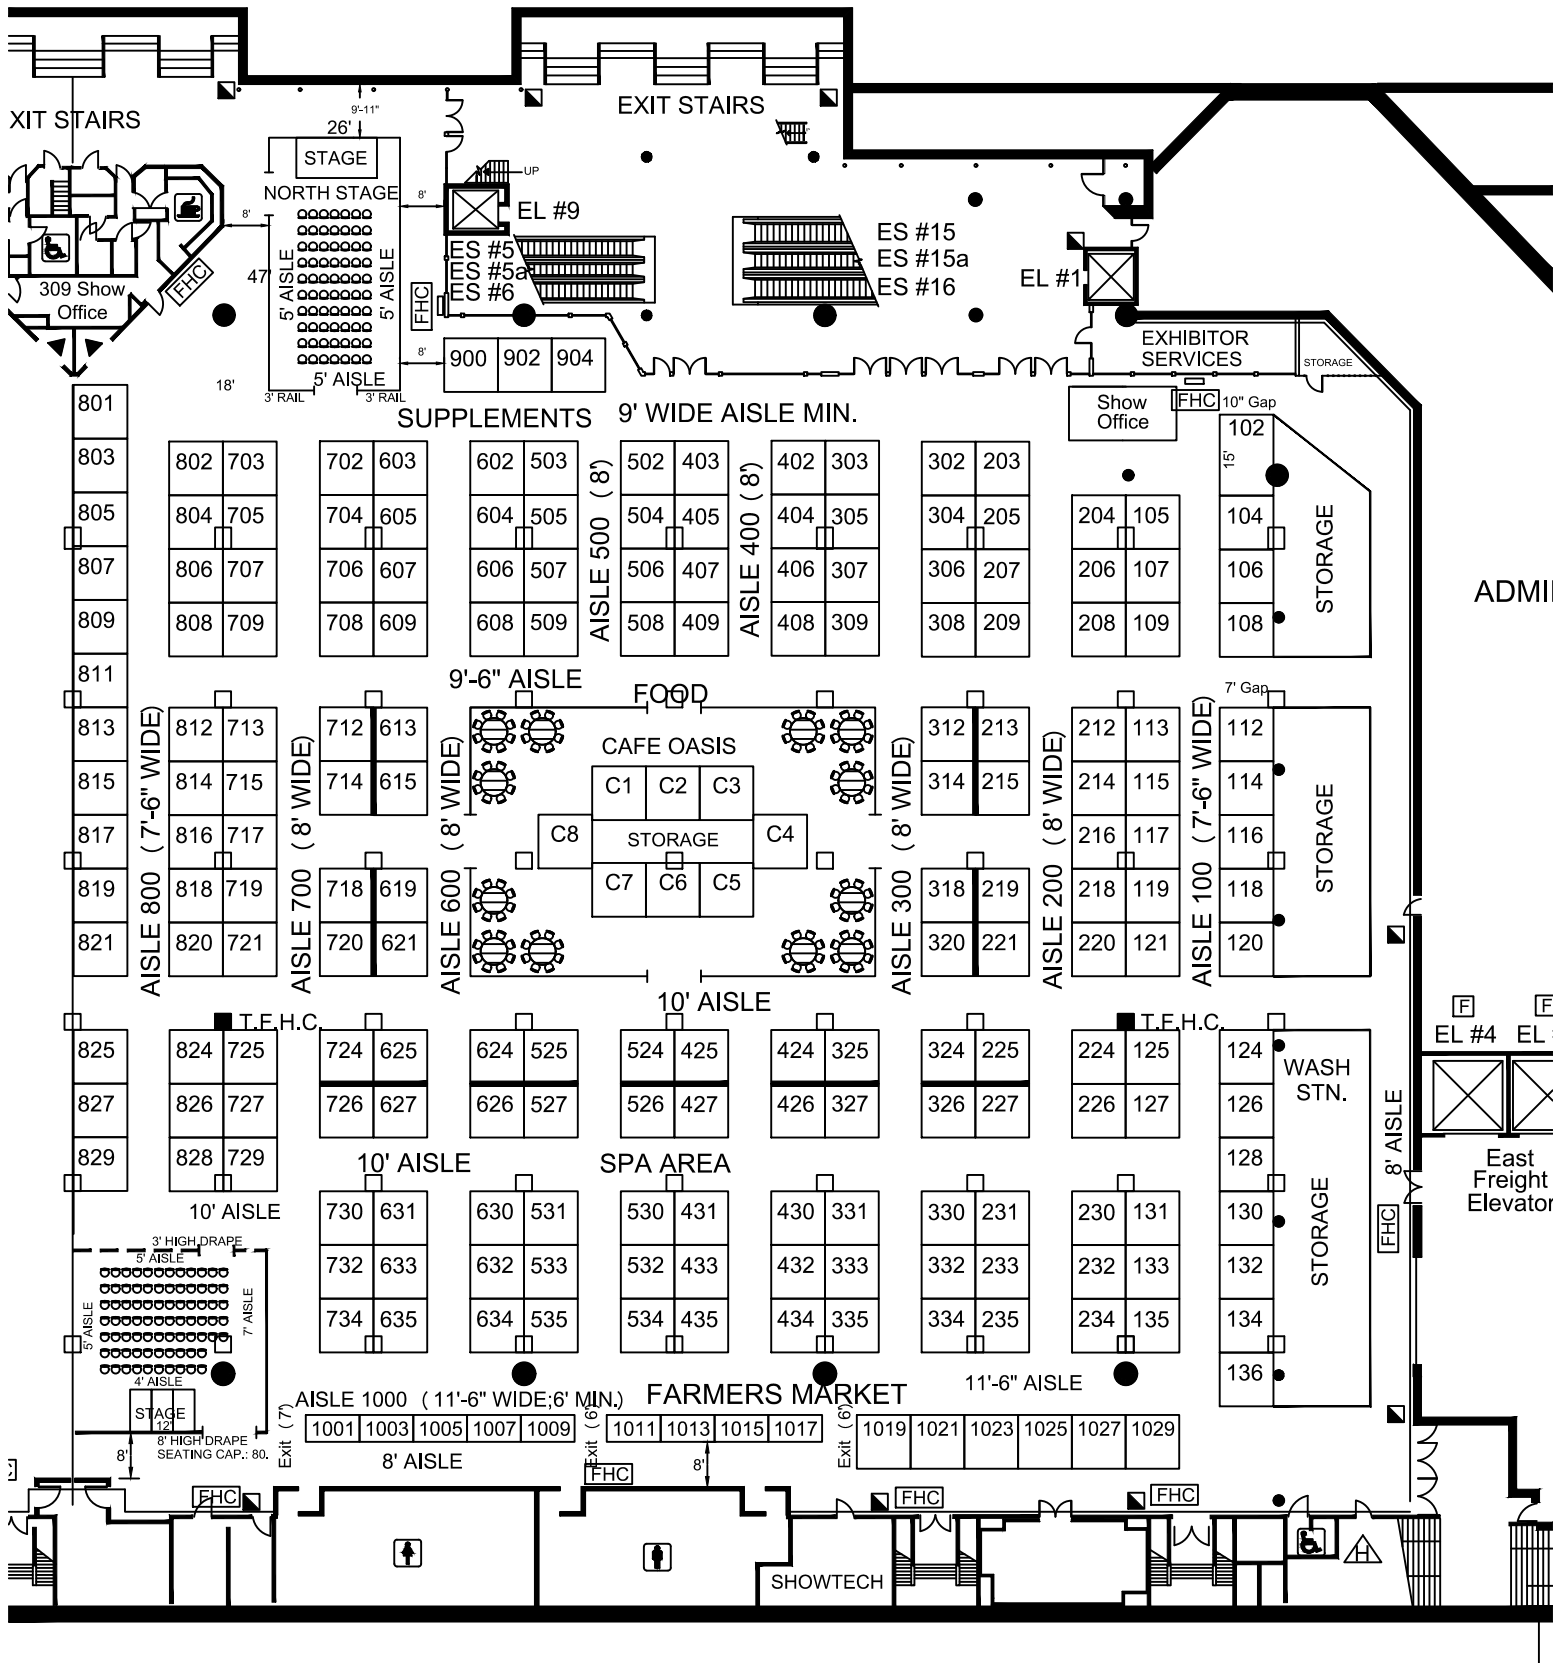 XIT STAIRS
9'-11"
26'
STAGE
NORTH STAGE
5' AISLE
5' AISLE
47'
5' AISLE
3' RAIL
3' RAIL
8'
8'
8'
18'
309 Show
Office
FHC
FHC
EXIT STAIRS
UP
EL #9
ES #5
ES #5a
ES #6
ES #15
ES #15a
ES #16
EL #1
EXHIBITOR
SERVICES
STORAGE
Show
Office
FHC
10" Gap
900 902 904
SUPPLEMENTS
9' WIDE AISLE MIN.
801
803
805
807
809
811
813
815
817
819
821
825
827
829
802 703
804 705
806 707
808 709
702 603
704 605
706 607
708 609
602 503
604 505
606 507
608 509
AISLE 500 (8')
502 403
504 405
506 407
508 409
AISLE 400 (8')
402 303
404 305
406 307
408 309
302 203
304 205
306 207
308 209
204 105
206 107
208 109
102
15'
104
106
108
STORAGE
ADMI
9'-6" AISLE
FOOD
7' Gap
AISLE 800 (7'-6" WIDE)
812 713
814 715
816 717
818 719
820 721
AISLE 700 (8' WIDE)
712 613
714 615
718 619
720 621
AISLE 600 (8' WIDE)
CAFE OASIS
C1 C2 C3
C8 STORAGE C4
C7 C6 C5
AISLE 300 (8' WIDE)
312 213
314 215
318 219
320 221
AISLE 200 (8' WIDE)
212 113
214 115
216 117
218 119
220 121
AISLE 100 (7'-6" WIDE)
112
114
116
118
120
STORAGE
10' AISLE
T.F.H.C.
T.F.H.C.
824 725
826 727
828 729
724 625
726 627
624 525
626 527
524 425
526 427
424 325
426 327
324 225
326 227
224 125
226 127
124
126
128
130
132
134
136
WASH
STN.
STORAGE
8' AISLE
FHC
F
F
EL #4 EL
East
Freight
Elevator
10' AISLE
SPA AREA
10' AISLE
730 631
732 633
734 635
630 531
632 533
634 535
530 431
532 433
534 435
430 331
432 333
434 335
330 231
332 233
334 235
230 131
232 133
234 135
3' HIGH DRAPE
5' AISLE
5' AISLE
7' AISLE
4' AISLE
STAGE
12'
8' HIGH DRAPE
SEATING CAP.: 80.
8'
AISLE 1000 (11'-6" WIDE;6' MIN.)
FARMERS MARKET
11'-6" AISLE
Exit (7')
1001 1003 1005 1007 1009
Exit (6')
1011 1013 1015 1017
Exit (6')
1019 1021 1023 1025 1027 1029
8' AISLE
8'
FHC
FHC
FHC
FHC
SHOWTECH
H